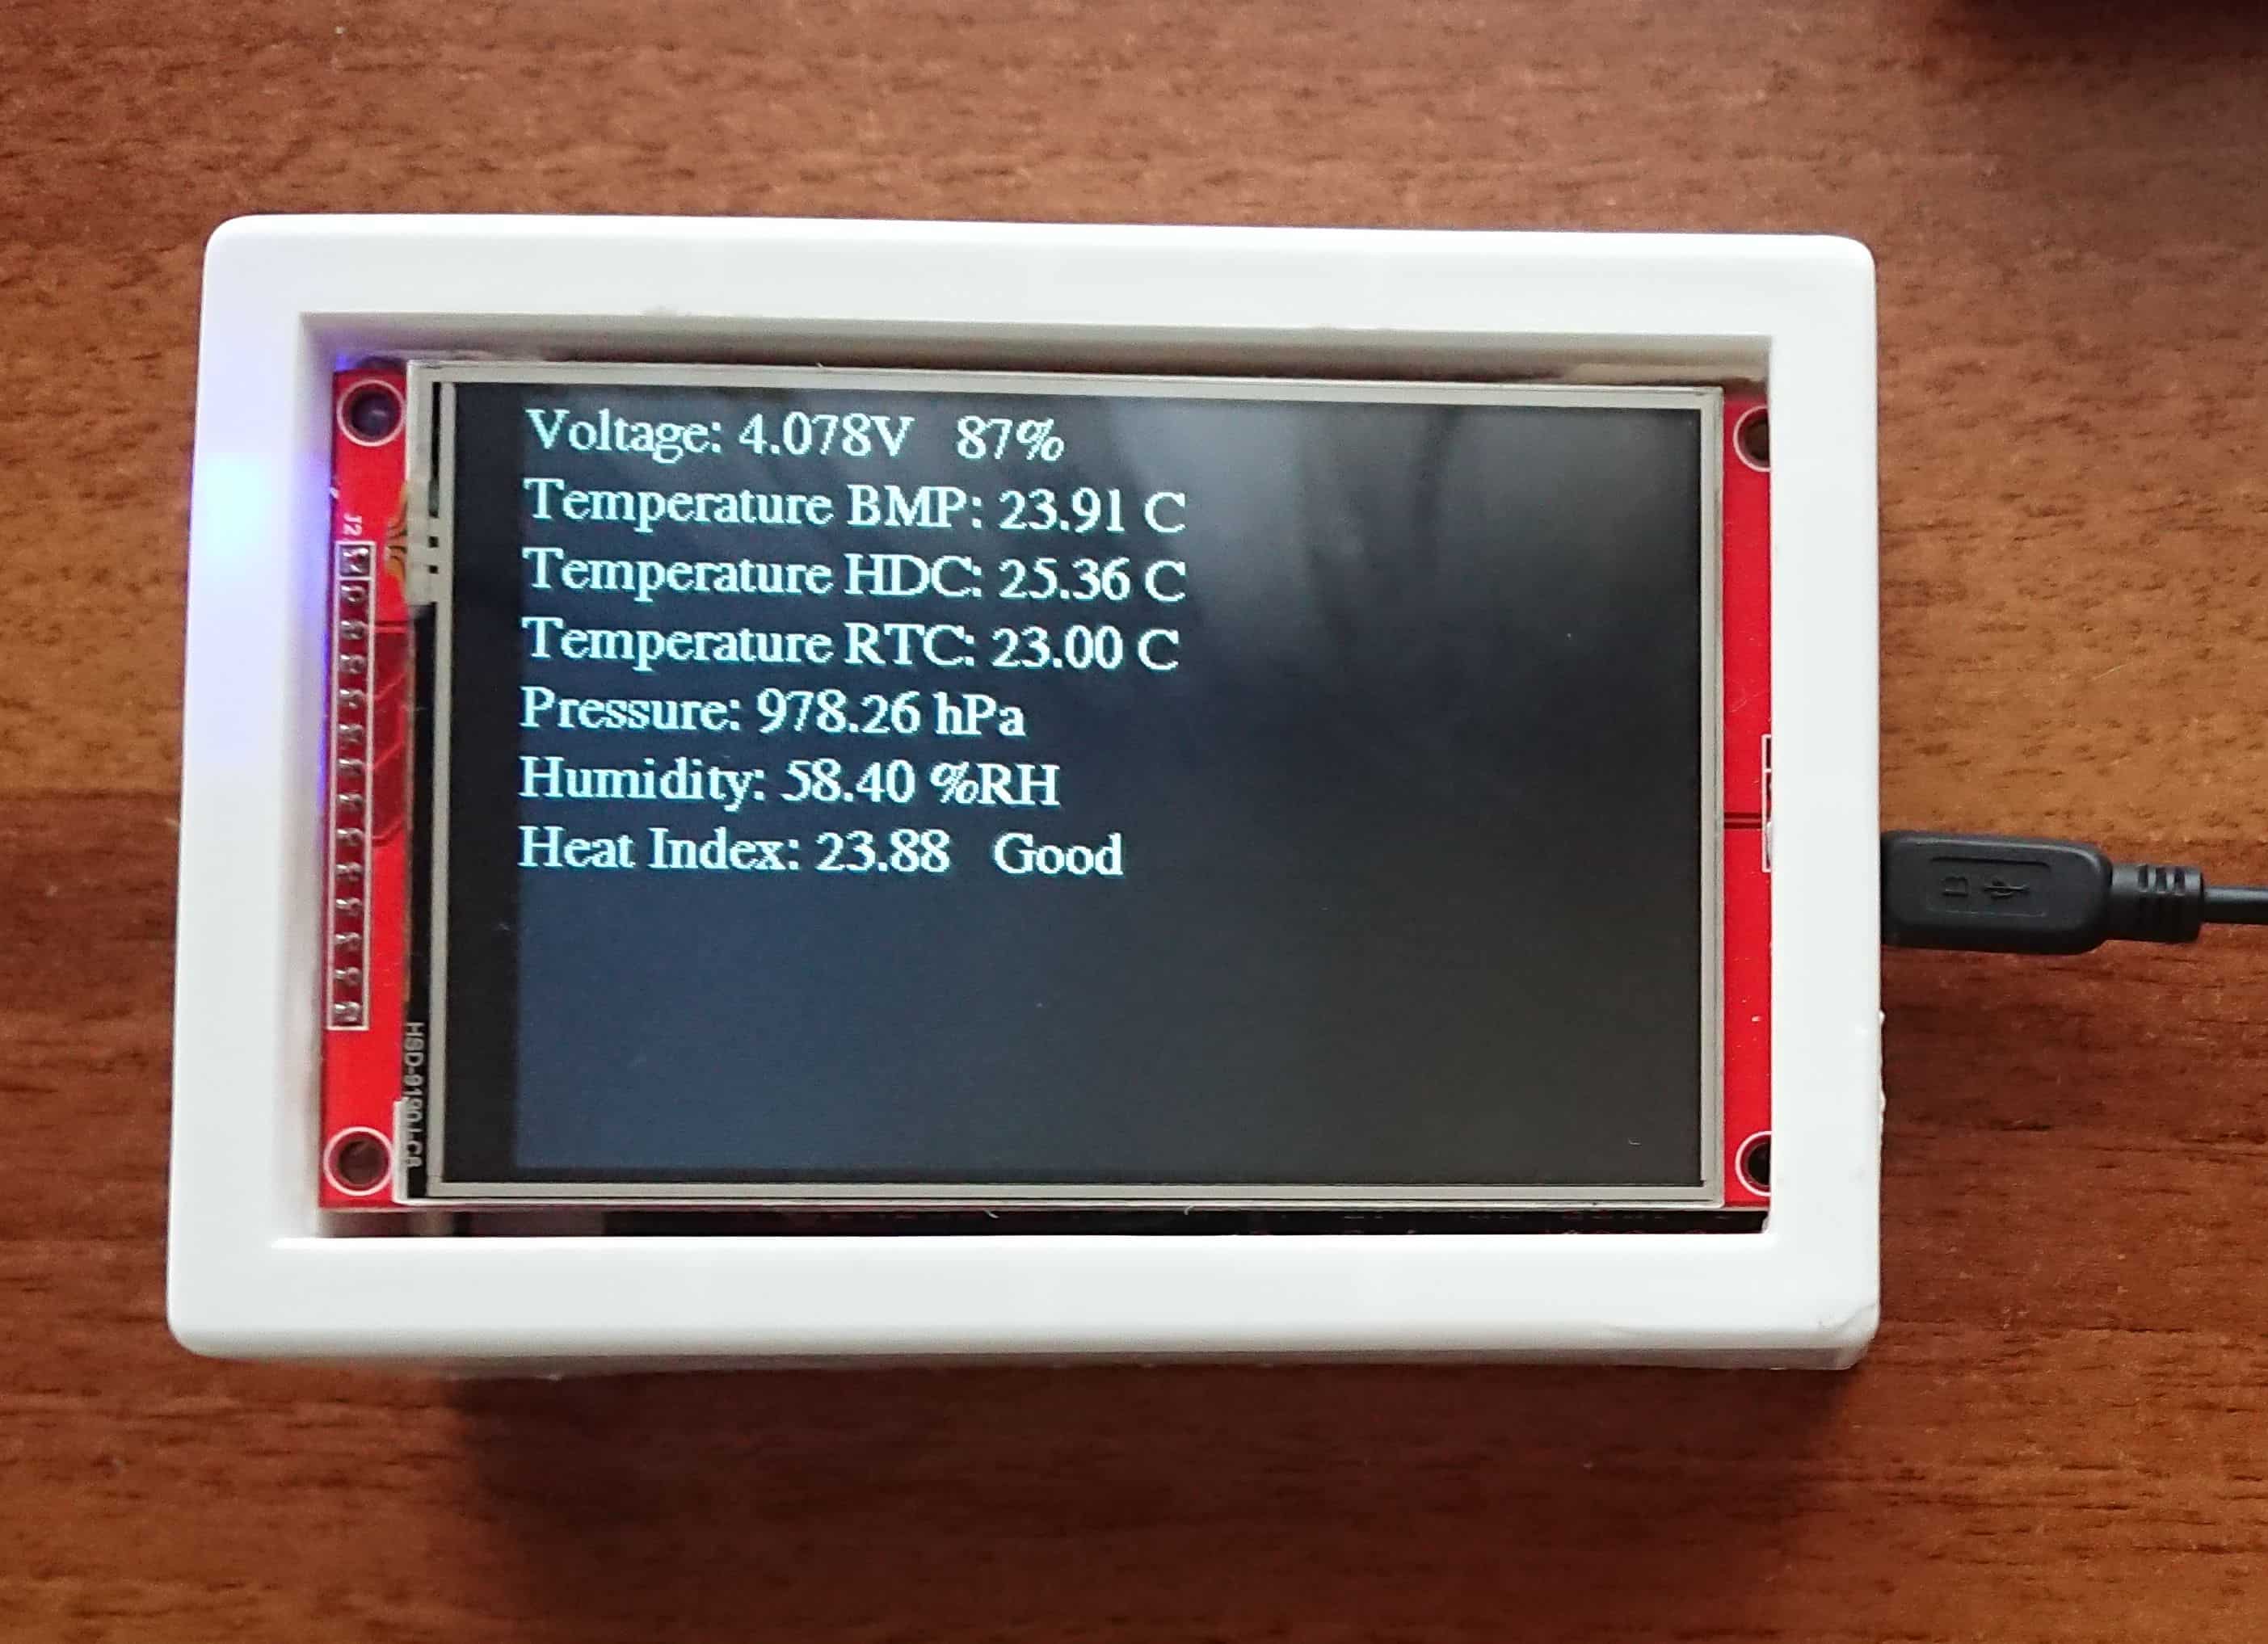 Voltage: 4.078V 87%
Temperature BMP: 23.91 C
Temperature HDC: 25.36 C
Temperature RTC: 23.00 C
Pressure: 978.26 hPa
Humidity: 58.40 %RH
Heat Index: 23.88 Good
J2
B